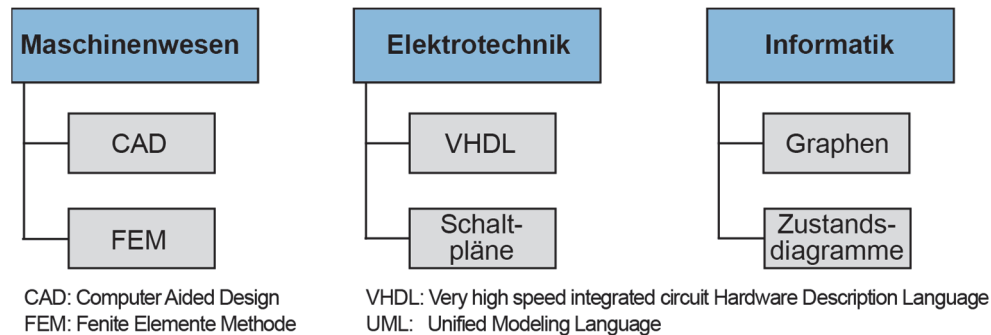 Maschinenwesen
Elektrotechnik
Informatik
CAD
VHDL
Graphen
FEM
Schalt-
pläne
Zustands-
diagramme
CAD: Computer Aided Design
FEM: Fenite Elemente Methode
VHDL: Very high speed integrated circuit Hardware Description Language
UML: Unified Modeling Language